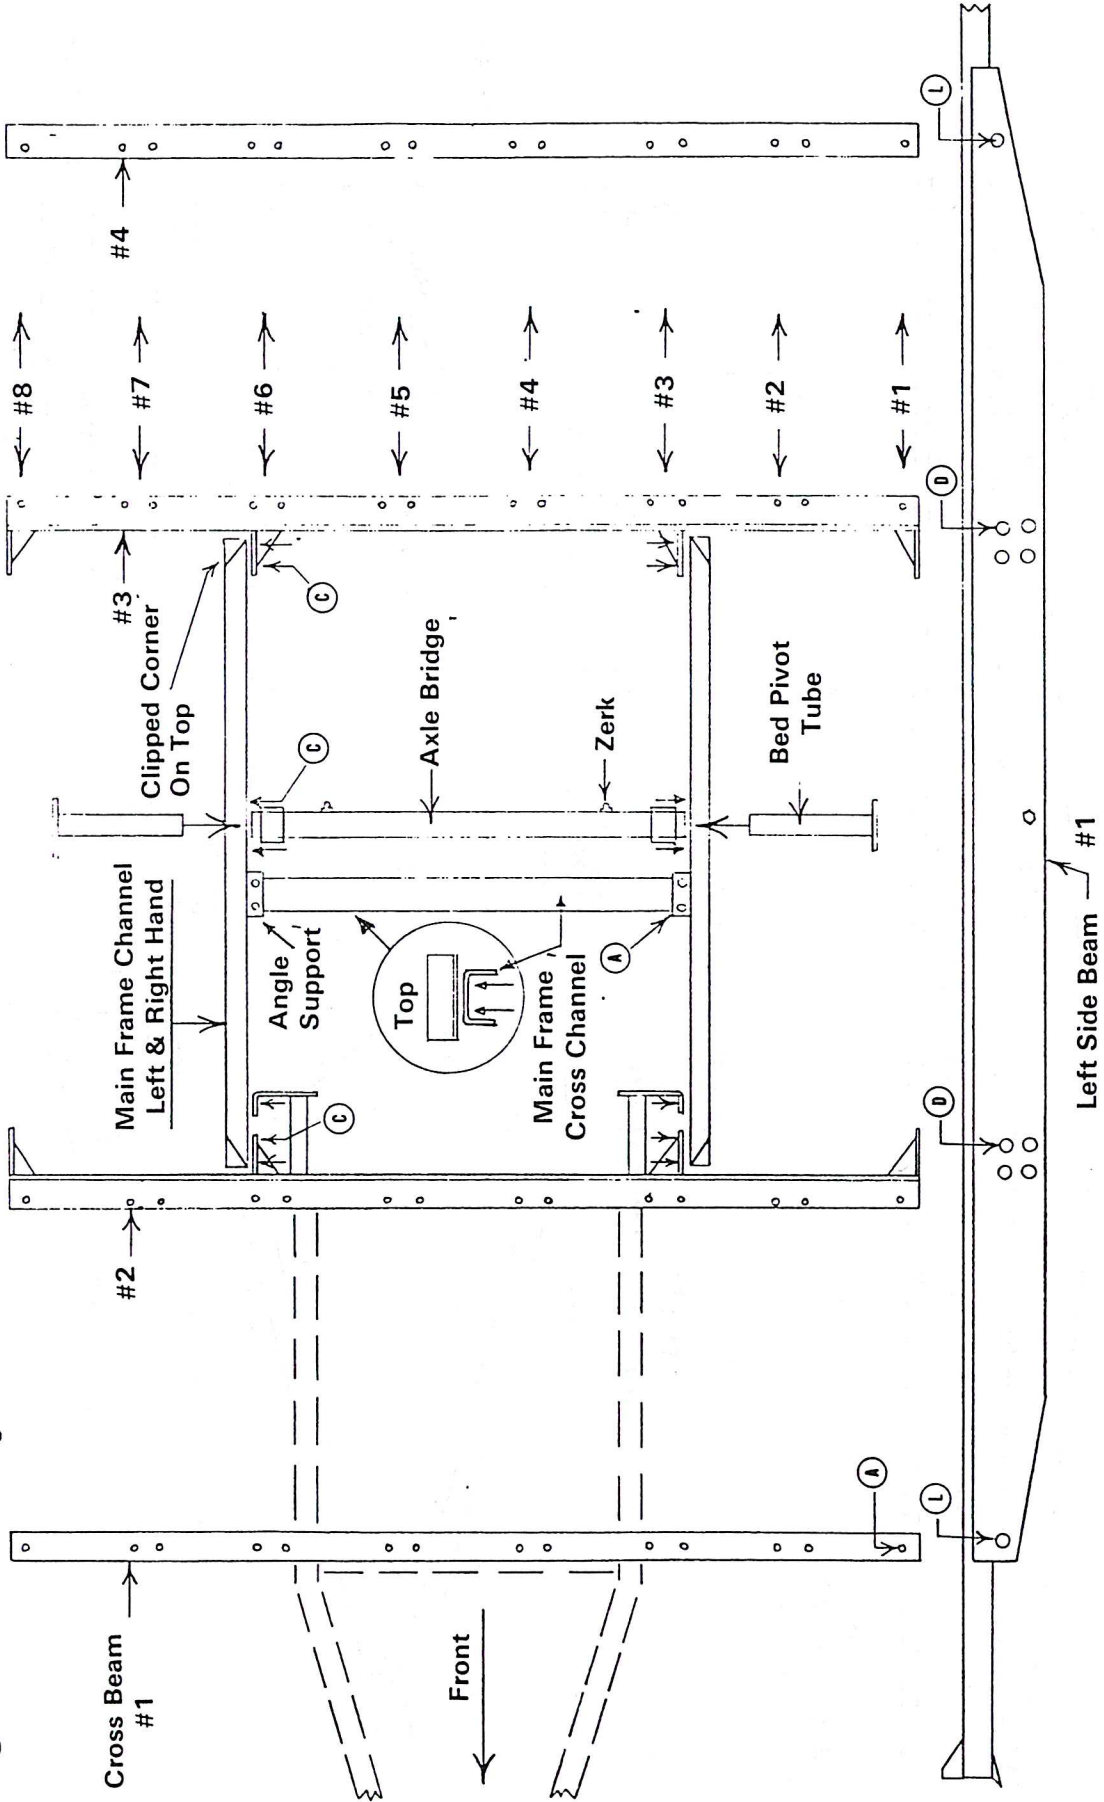 Cross Beam
#1
Front
#2
Main Frame Channel
Left & Right Hand
Angle
Support
Top
Main Frame
Cross Channel
Clipped Corner
On Top
#3
Axle Bridge
Zerk
Bed Pivot
Tube
#4
#8
#7
#6
#5
#4
#3
#2
#1
C
C
C
A
A
L
D
D
L
Left Side Beam
#1